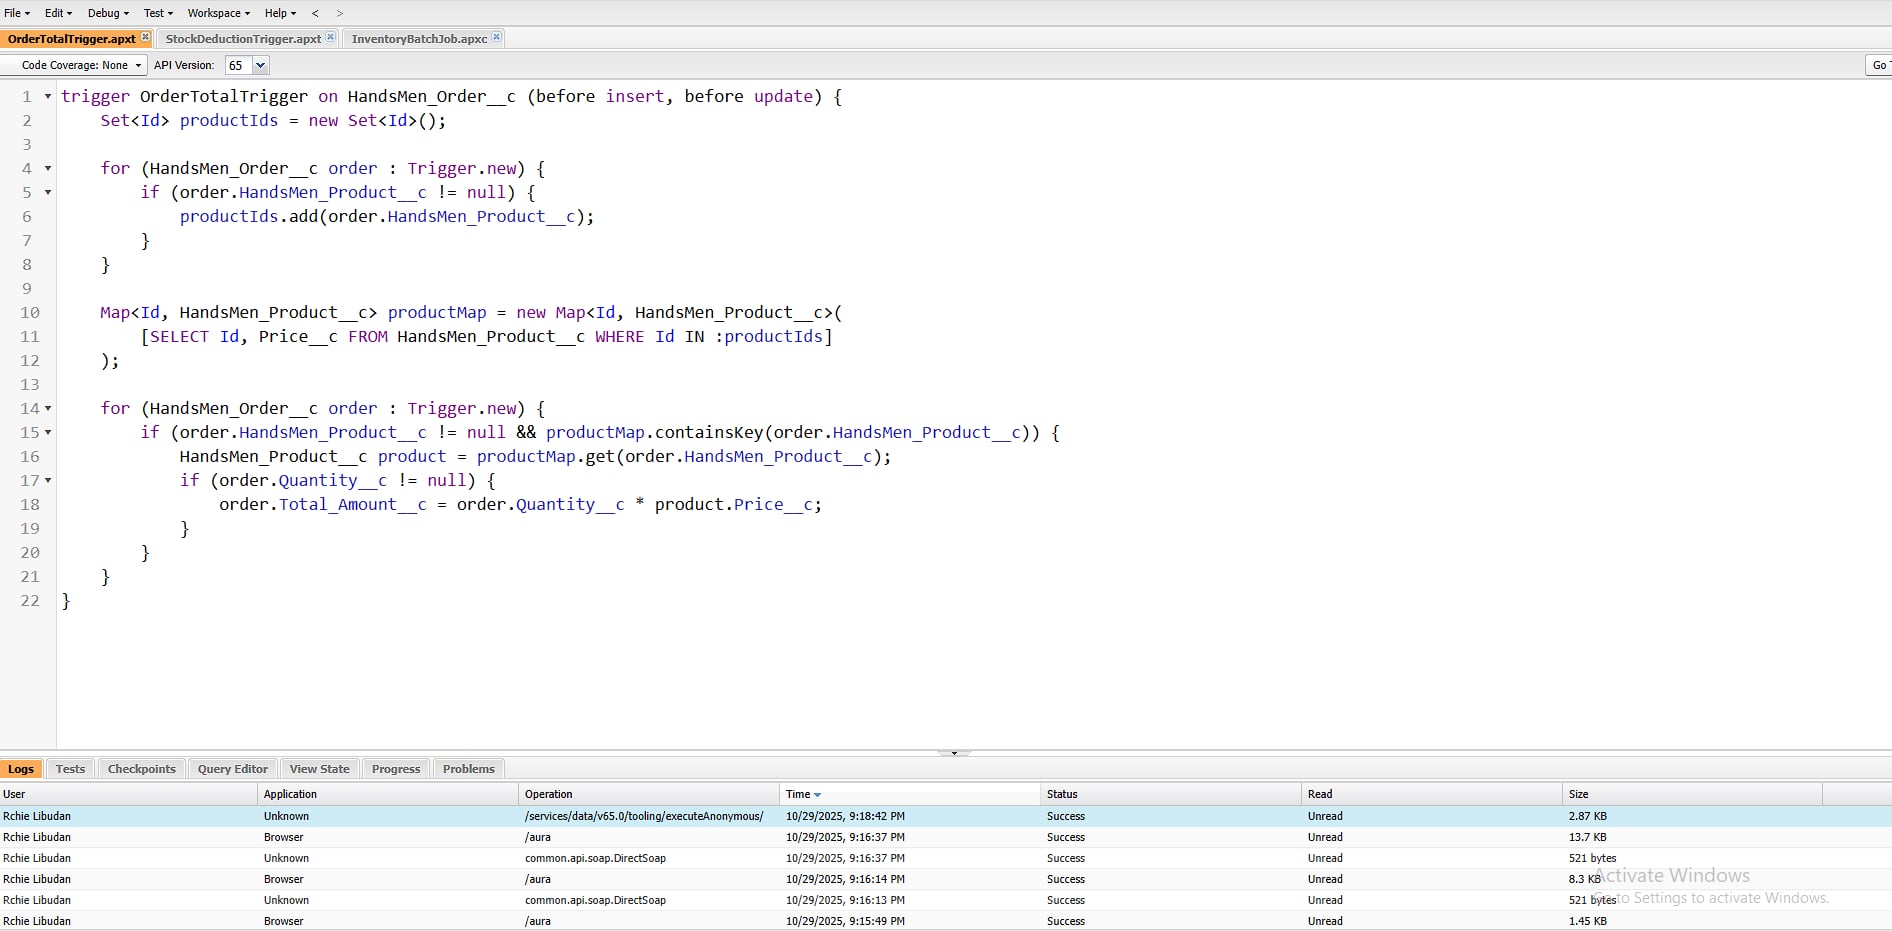 File Edit Debug Test Workspace Help < >
OrderTotalTrigger.apxt StockDeductionTrigger.apxt InventoryBatchJob.apxc
Code Coverage: None API Version: 65 Go
1 trigger OrderTotalTrigger on HandsMen_Order__c (before insert, before update) {
2 Set<Id> productIds = new Set<Id>();
3
4 for (HandsMen_Order__c order : Trigger.new) {
5 if (order.HandsMen_Product__c != null) {
6 productIds.add(order.HandsMen_Product__c);
7 }
8 }
9
10 Map<Id, HandsMen_Product__c> productMap = new Map<Id, HandsMen_Product__c>(
11 [SELECT Id, Price__c FROM HandsMen_Product__c WHERE Id IN :productIds]
12 );
13
14 for (HandsMen_Order__c order : Trigger.new) {
15 if (order.HandsMen_Product__c != null && productMap.containsKey(order.HandsMen_Product__c)) {
16 HandsMen_Product__c product = productMap.get(order.HandsMen_Product__c);
17 if (order.Quantity__c != null) {
18 order.Total_Amount__c = order.Quantity__c * product.Price__c;
19 }
20 }
21 }
22 }
Logs Tests Checkpoints Query Editor View State Progress Problems
User Application Operation Time Status Read Size
Rchie Libudan Unknown /services/data/v65.0/tooling/executeAnonymous/ 10/29/2025, 9:18:42 PM Success Unread 2.87 KB
Rchie Libudan Browser /aura 10/29/2025, 9:16:37 PM Success Unread 13.7 KB
Rchie Libudan Unknown common.api.soap.DirectSoap 10/29/2025, 9:16:37 PM Success Unread 521 bytes
Rchie Libudan Browser /aura 10/29/2025, 9:16:14 PM Success Unread 8.3 KB
Activate Windows
Rchie Libudan Unknown common.api.soap.DirectSoap 10/29/2025, 9:16:13 PM Success Unread 521 bytes
Go to Settings to activate Windows.
Rchie Libudan Browser /aura 10/29/2025, 9:15:49 PM Success Unread 1.45 KB